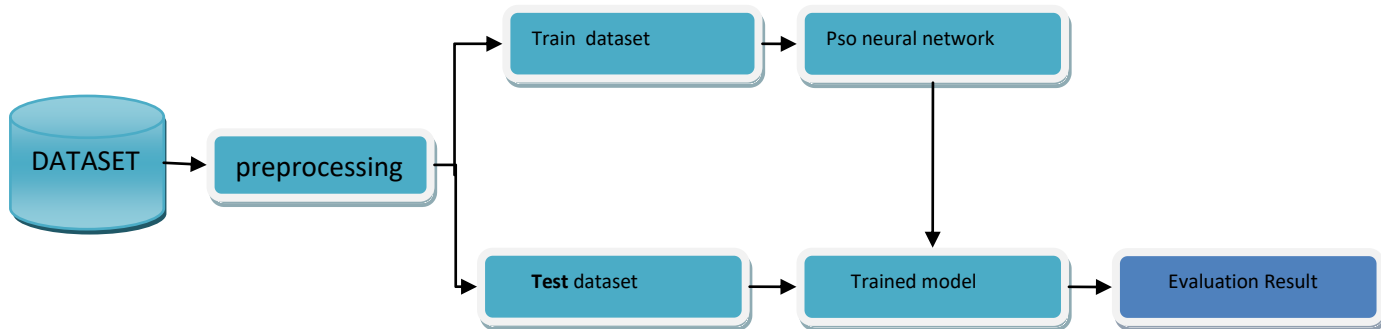 Train dataset
Pso neural network
DATASET
preprocessing
Test dataset
Trained model
Evaluation Result